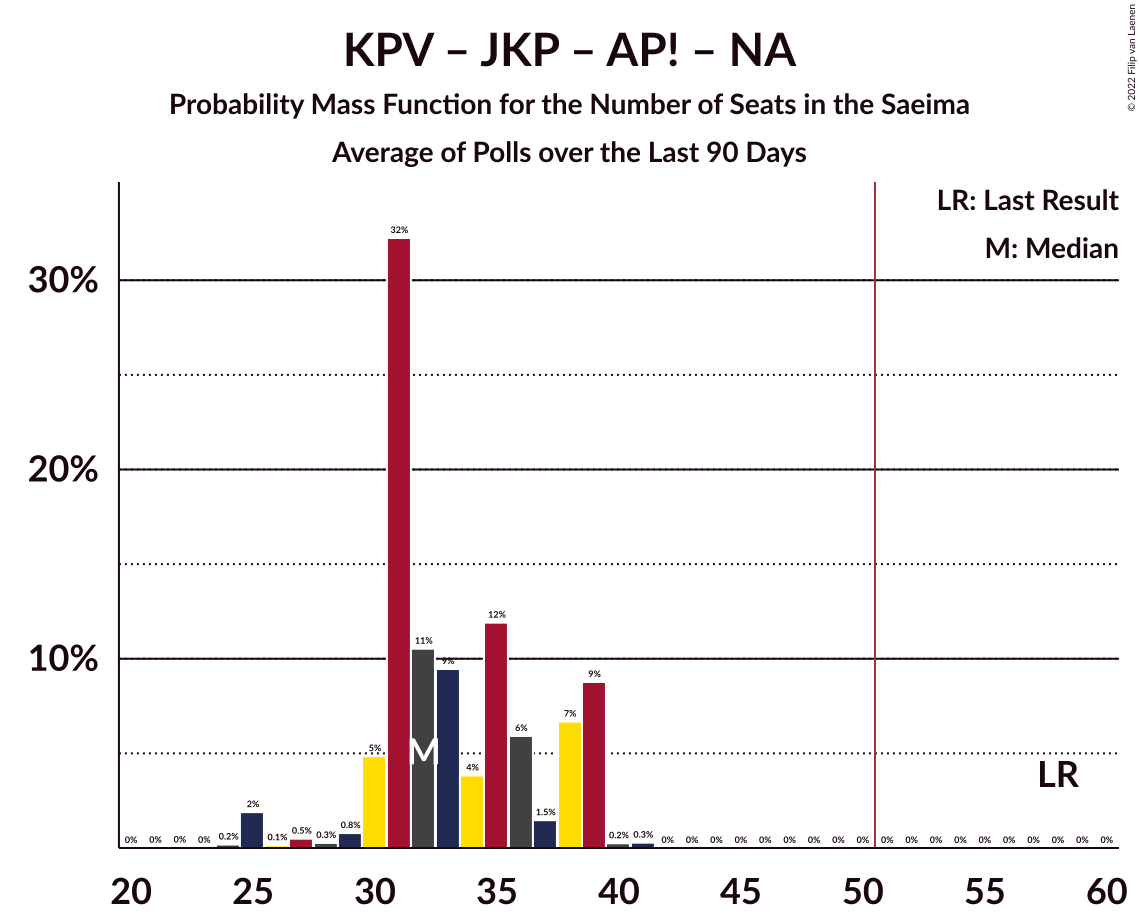 KPV – JKP – AP! – NA
Probability Mass Function for the Number of Seats in the Saeima
Average of Polls over the Last 90 Days
© 2022 Filip van Laenen
LR: Last Result
M: Median
30%
20%
10%
0% 0% 0% 0% 0.2% 2% 0.1% 0.5% 0.3% 0.8% 5% 32% 11% 9% 4% 12% 6% 1.5% 7% 9% 0.2% 0.3% 0% 0% 0% 0% 0% 0% 0% 0% 0% 0% 0% 0% 0% 0% 0% 0% 0% 0% 0%
M
LR
20 25 30 35 40 45 50 55 60